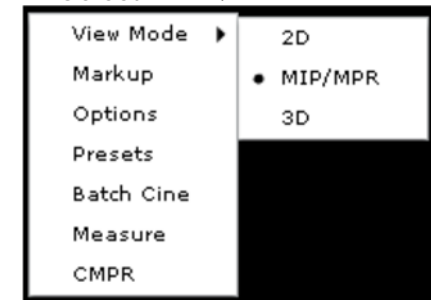 View Mode
Markup
Options
Presets
Batch Cine
Measure
CMPR
2D
MIP/MPR
3D